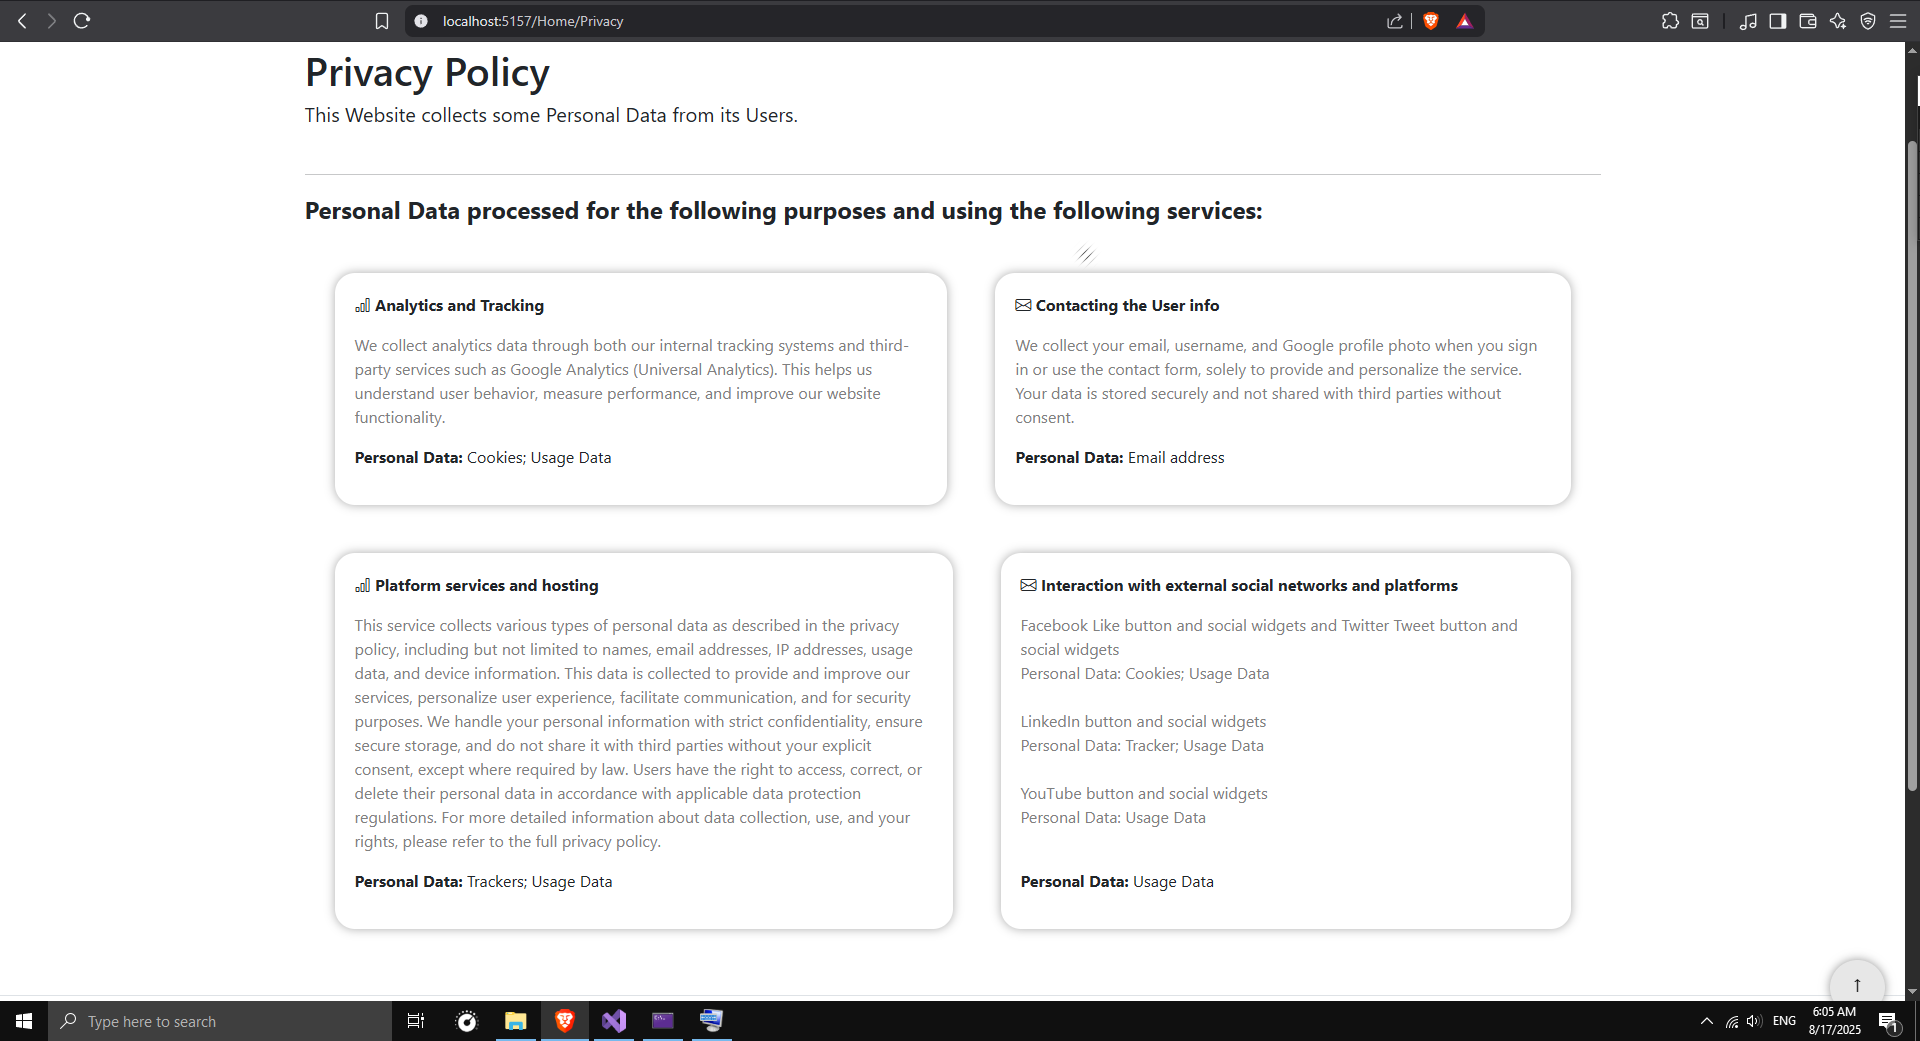 localhost:5157/Home/Privacy
Privacy Policy
This Website collects some Personal Data from its Users.
Personal Data processed for the following purposes and using the following services:
Analytics and Tracking
We collect analytics data through both our internal tracking systems and third-
party services such as Google Analytics (Universal Analytics). This helps us
understand user behavior, measure performance, and improve our website
functionality.
Personal Data: Cookies; Usage Data
Contacting the User info
We collect your email, username, and Google profile photo when you sign
in or use the contact form, solely to provide and personalize the service.
Your data is stored securely and not shared with third parties without
consent.
Personal Data: Email address
Platform services and hosting
This service collects various types of personal data as described in the privacy
policy, including but not limited to names, email addresses, IP addresses, usage
data, and device information. This data is collected to provide and improve our
services, personalize user experience, facilitate communication, and for security
purposes. We handle your personal information with strict confidentiality, ensure
secure storage, and do not share it with third parties without your explicit
consent, except where required by law. Users have the right to access, correct, or
delete their personal data in accordance with applicable data protection
regulations. For more detailed information about data collection, use, and your
rights, please refer to the full privacy policy.
Personal Data: Trackers; Usage Data
Interaction with external social networks and platforms
Facebook Like button and social widgets and Twitter Tweet button and
social widgets
Personal Data: Cookies; Usage Data
LinkedIn button and social widgets
Personal Data: Tracker; Usage Data
YouTube button and social widgets
Personal Data: Usage Data
Personal Data: Usage Data
↑
Type here to search
ENG
6:05 AM
8/17/2025
1